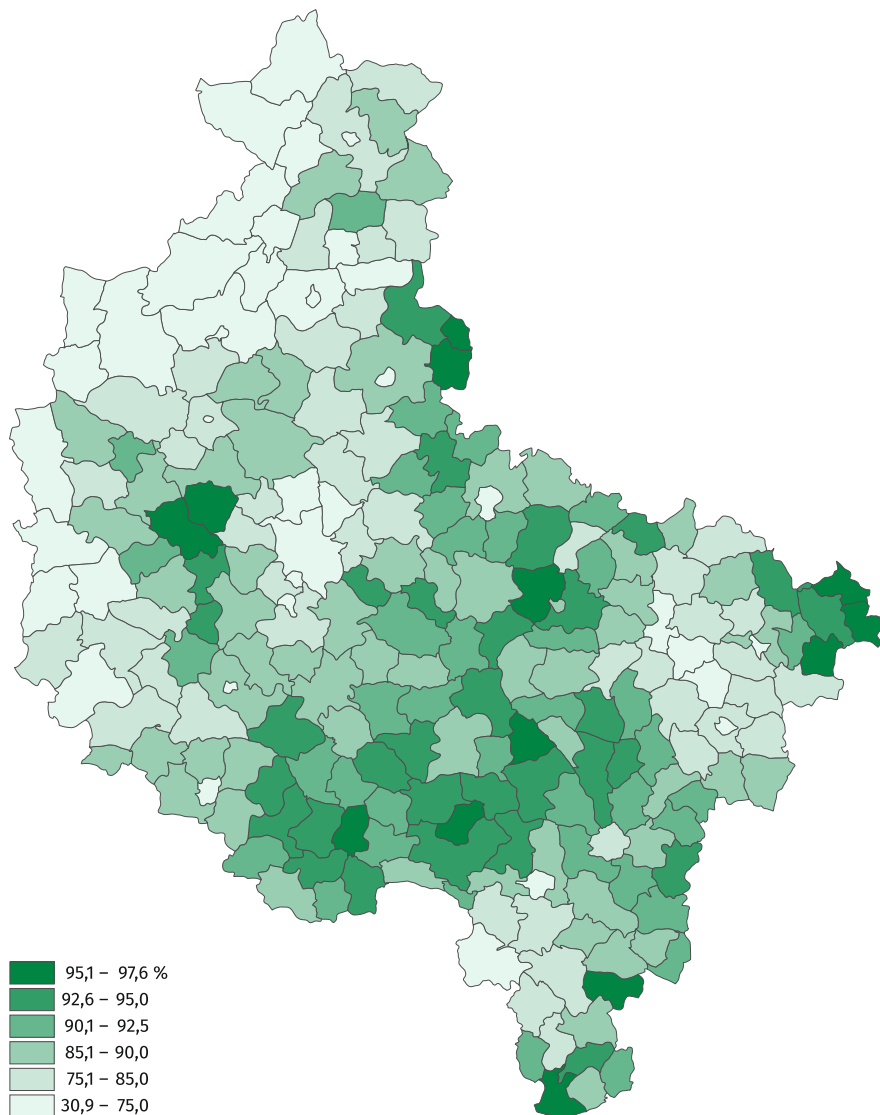 95,1 – 97,6 %
92,6 – 95,0
90,1 – 92,5
85,1 – 90,0
75,1 – 85,0
30,9 – 75,0